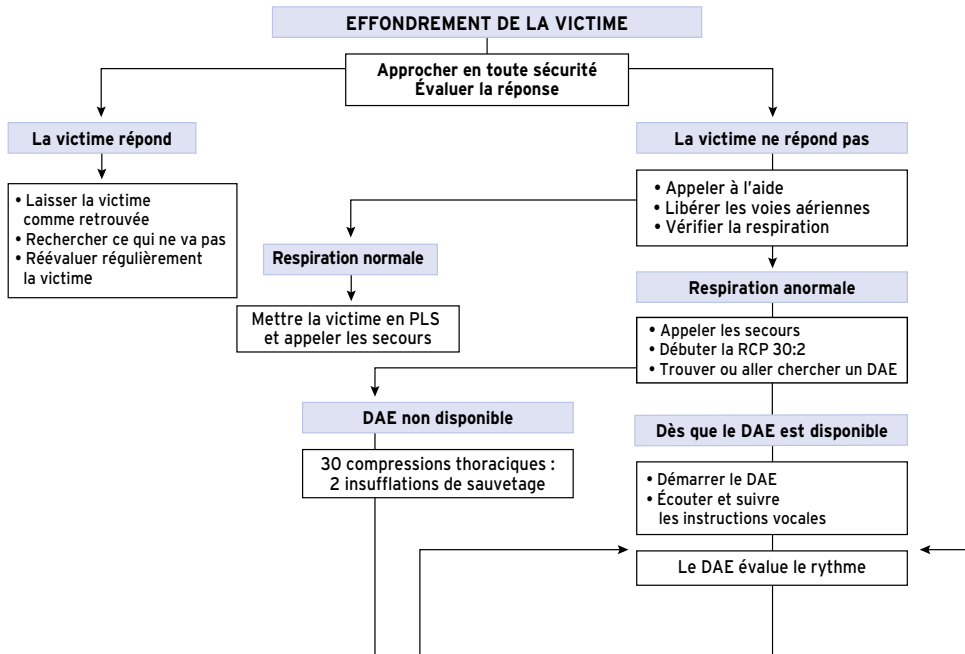 EFFONDREMENT DE LA VICTIME
Approcher en toute sécurité
Évaluer la réponse
La victime répond
• Laisser la victime
comme retrouvée
• Rechercher ce qui ne va pas
• Réévaluer régulièrement
la victime
La victime ne répond pas
• Appeler à l'aide
• Libérer les voies aériennes
• Vérifier la respiration
Respiration normale
Mettre la victime en PLS
et appeler les secours
Respiration anormale
• Appeler les secours
• Débuter la RCP 30:2
• Trouver ou aller chercher un DAE
DAE non disponible
30 compressions thoraciques :
2 insufflations de sauvetage
Dès que le DAE est disponible
• Démarrer le DAE
• Écouter et suivre
les instructions vocales
Le DAE évalue le rythme